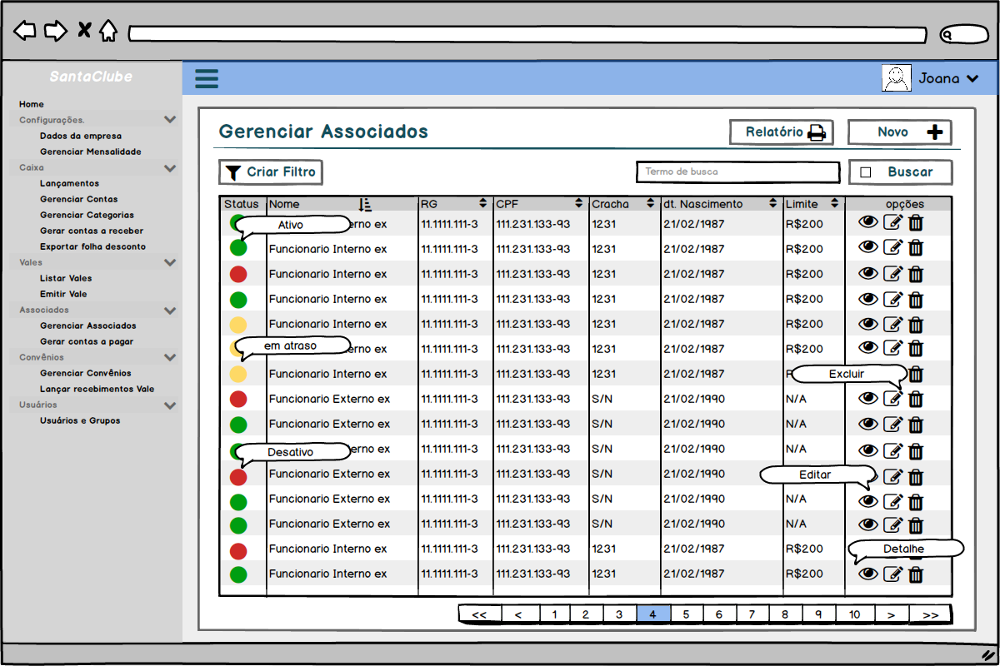 SantaClube
Joana
Home
Configurações.
Dados da empresa
Gerenciar Mensalidade
Caixa
Lançamentos
Gerenciar Contas
Gerenciar Categorias
Gerar contas a receber
Exportar folha desconto
Vales
Listar Vales
Emitir Vale
Associados
Gerenciar Associados
Gerar contas a pagar
Convênios
Gerenciar Convênios
Lançar recebimentos Vale
Usuários
Usuários e Grupos
Gerenciar Associados
Relatório
Novo
Criar Filtro
Termo de busca
Buscar
Status Nome RG CPF Cracha dt. Nascimento Limite opções
Ativo erno ex 11.1111.111-3 111.231.133-93 1231 21/02/1987 R$200
Funcionario Interno ex 11.1111.111-3 111.231.133-93 1231 21/02/1987 R$200
Funcionario Interno ex 11.1111.111-3 111.231.133-93 1231 21/02/1987 R$200
Funcionario Interno ex 11.1111.111-3 111.231.133-93 1231 21/02/1987 R$200
Funcionario Interno ex 11.1111.111-3 111.231.133-93 1231 21/02/1987 R$200
em atraso erno ex 11.1111.111-3 111.231.133-93 1231 21/02/1987 R$200
Funcionario Interno ex 11.1111.111-3 111.231.133-93 1231 21/02/1987 Excluir
Funcionario Externo ex 11.1111.111-3 111.231.133-93 S/N 21/02/1990 N/A
Funcionario Externo ex 11.1111.111-3 111.231.133-93 S/N 21/02/1990 N/A
Desativo erno ex 11.1111.111-3 111.231.133-93 S/N 21/02/1990 N/A
Funcionario Externo ex 11.1111.111-3 111.231.133-93 S/N 21/02/1990 Editar
Funcionario Externo ex 11.1111.111-3 111.231.133-93 S/N 21/02/1990 N/A
Funcionario Externo ex 11.1111.111-3 111.231.133-93 S/N 21/02/1990 N/A
Funcionario Interno ex 11.1111.111-3 111.231.133-93 1231 21/02/1987 R$200 Detalhe
Funcionario Interno ex 11.1111.111-3 111.231.133-93 1231 21/02/1987 R$200
<< < 1 2 3 4 5 6 7 8 9 10 > >>